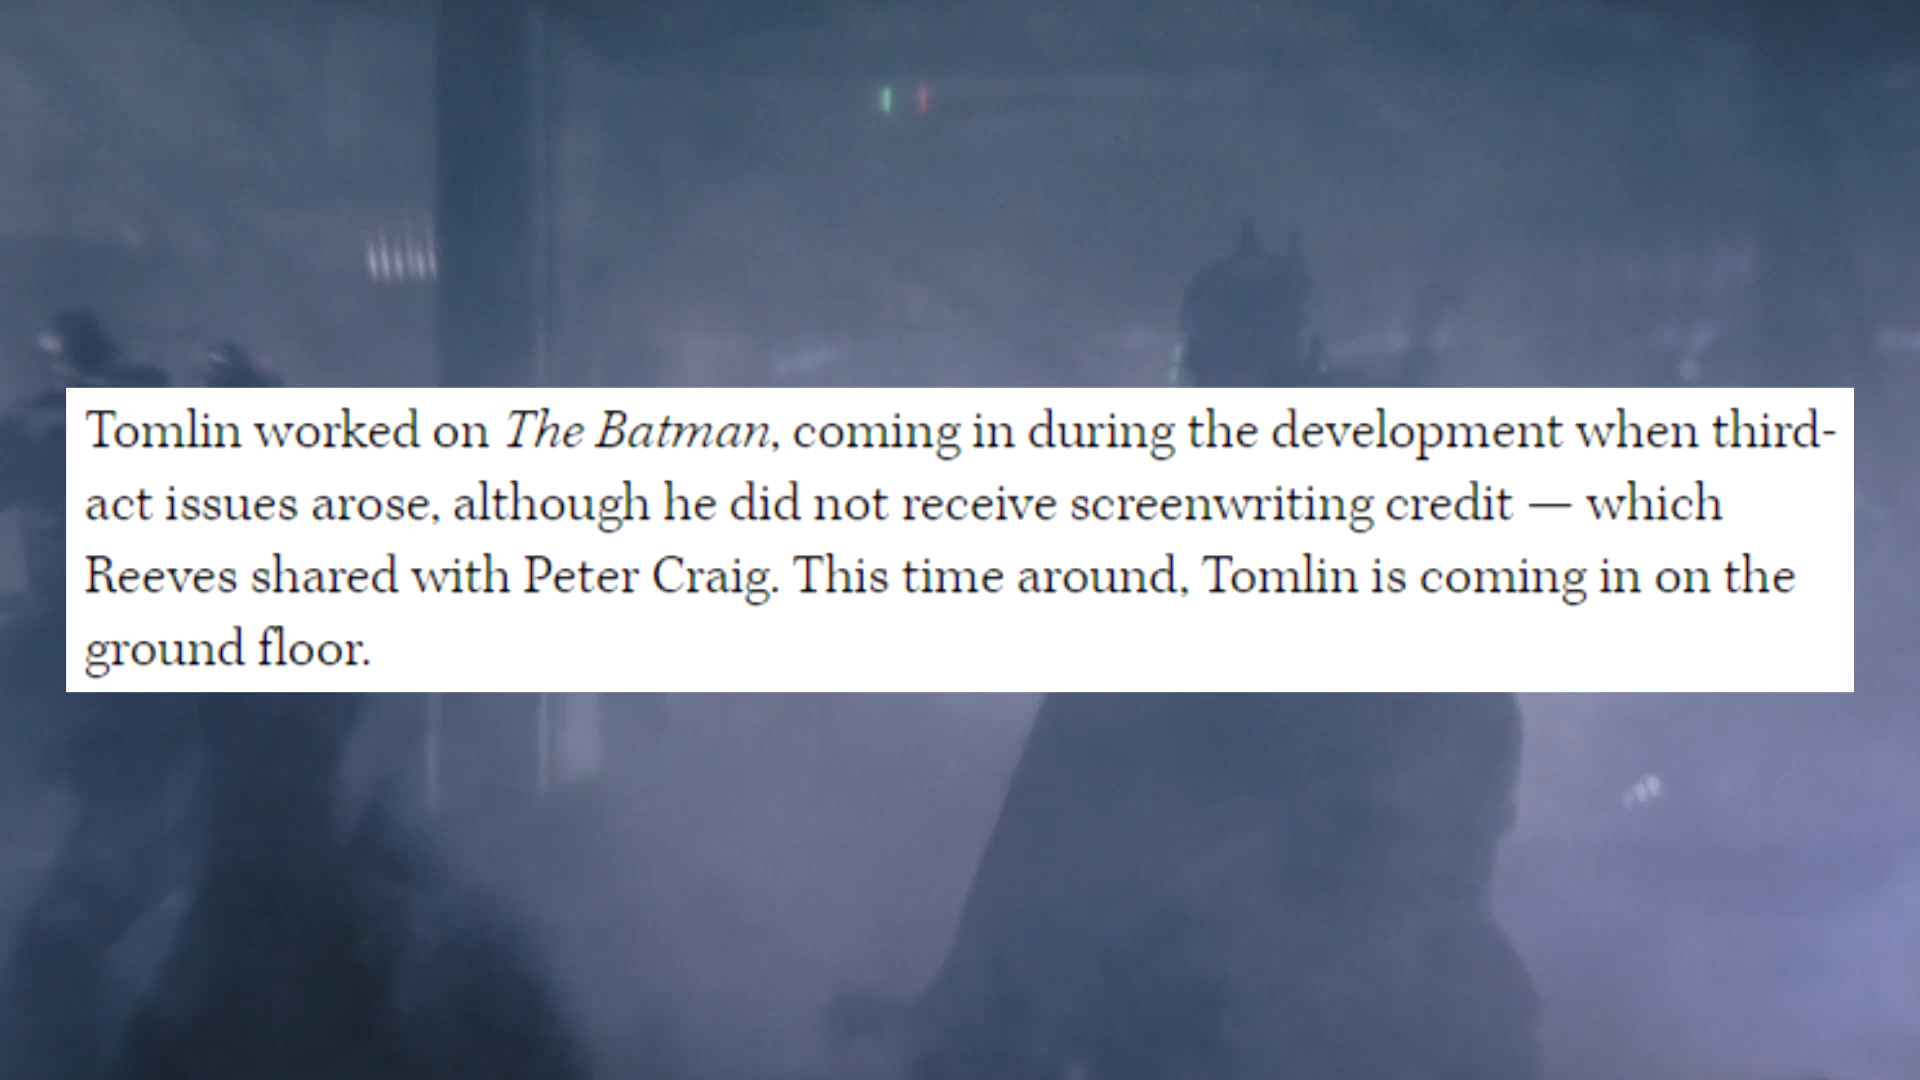 Tomlin worked on The Batman, coming in during the development when third-
act issues arose, although he did not receive screenwriting credit — which
Reeves shared with Peter Craig. This time around, Tomlin is coming in on the
ground floor.